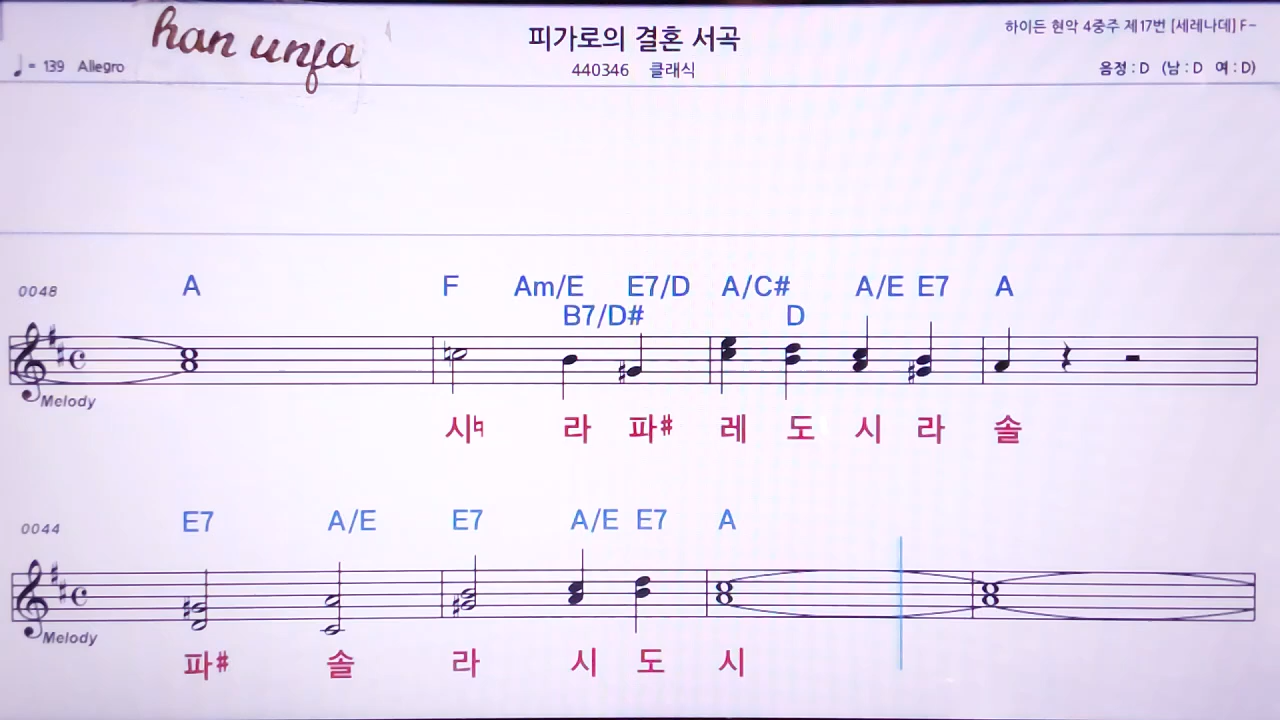 han unfa
피가로의 결혼 서곡
하이든 현악 4중주 제17번 [세레나데] F-
♩= 139 Allegro
440346 클래식
음정 : D (남 : D 여 : D)
0048
A F Am/E E7/D A/C# A/E E7 A
B7/D# D
Melody
시♮ 라 파# 레 도 시 라 솔
0044
E7 A/E E7 A/E E7 A
Melody
파# 솔 라 시 도 시